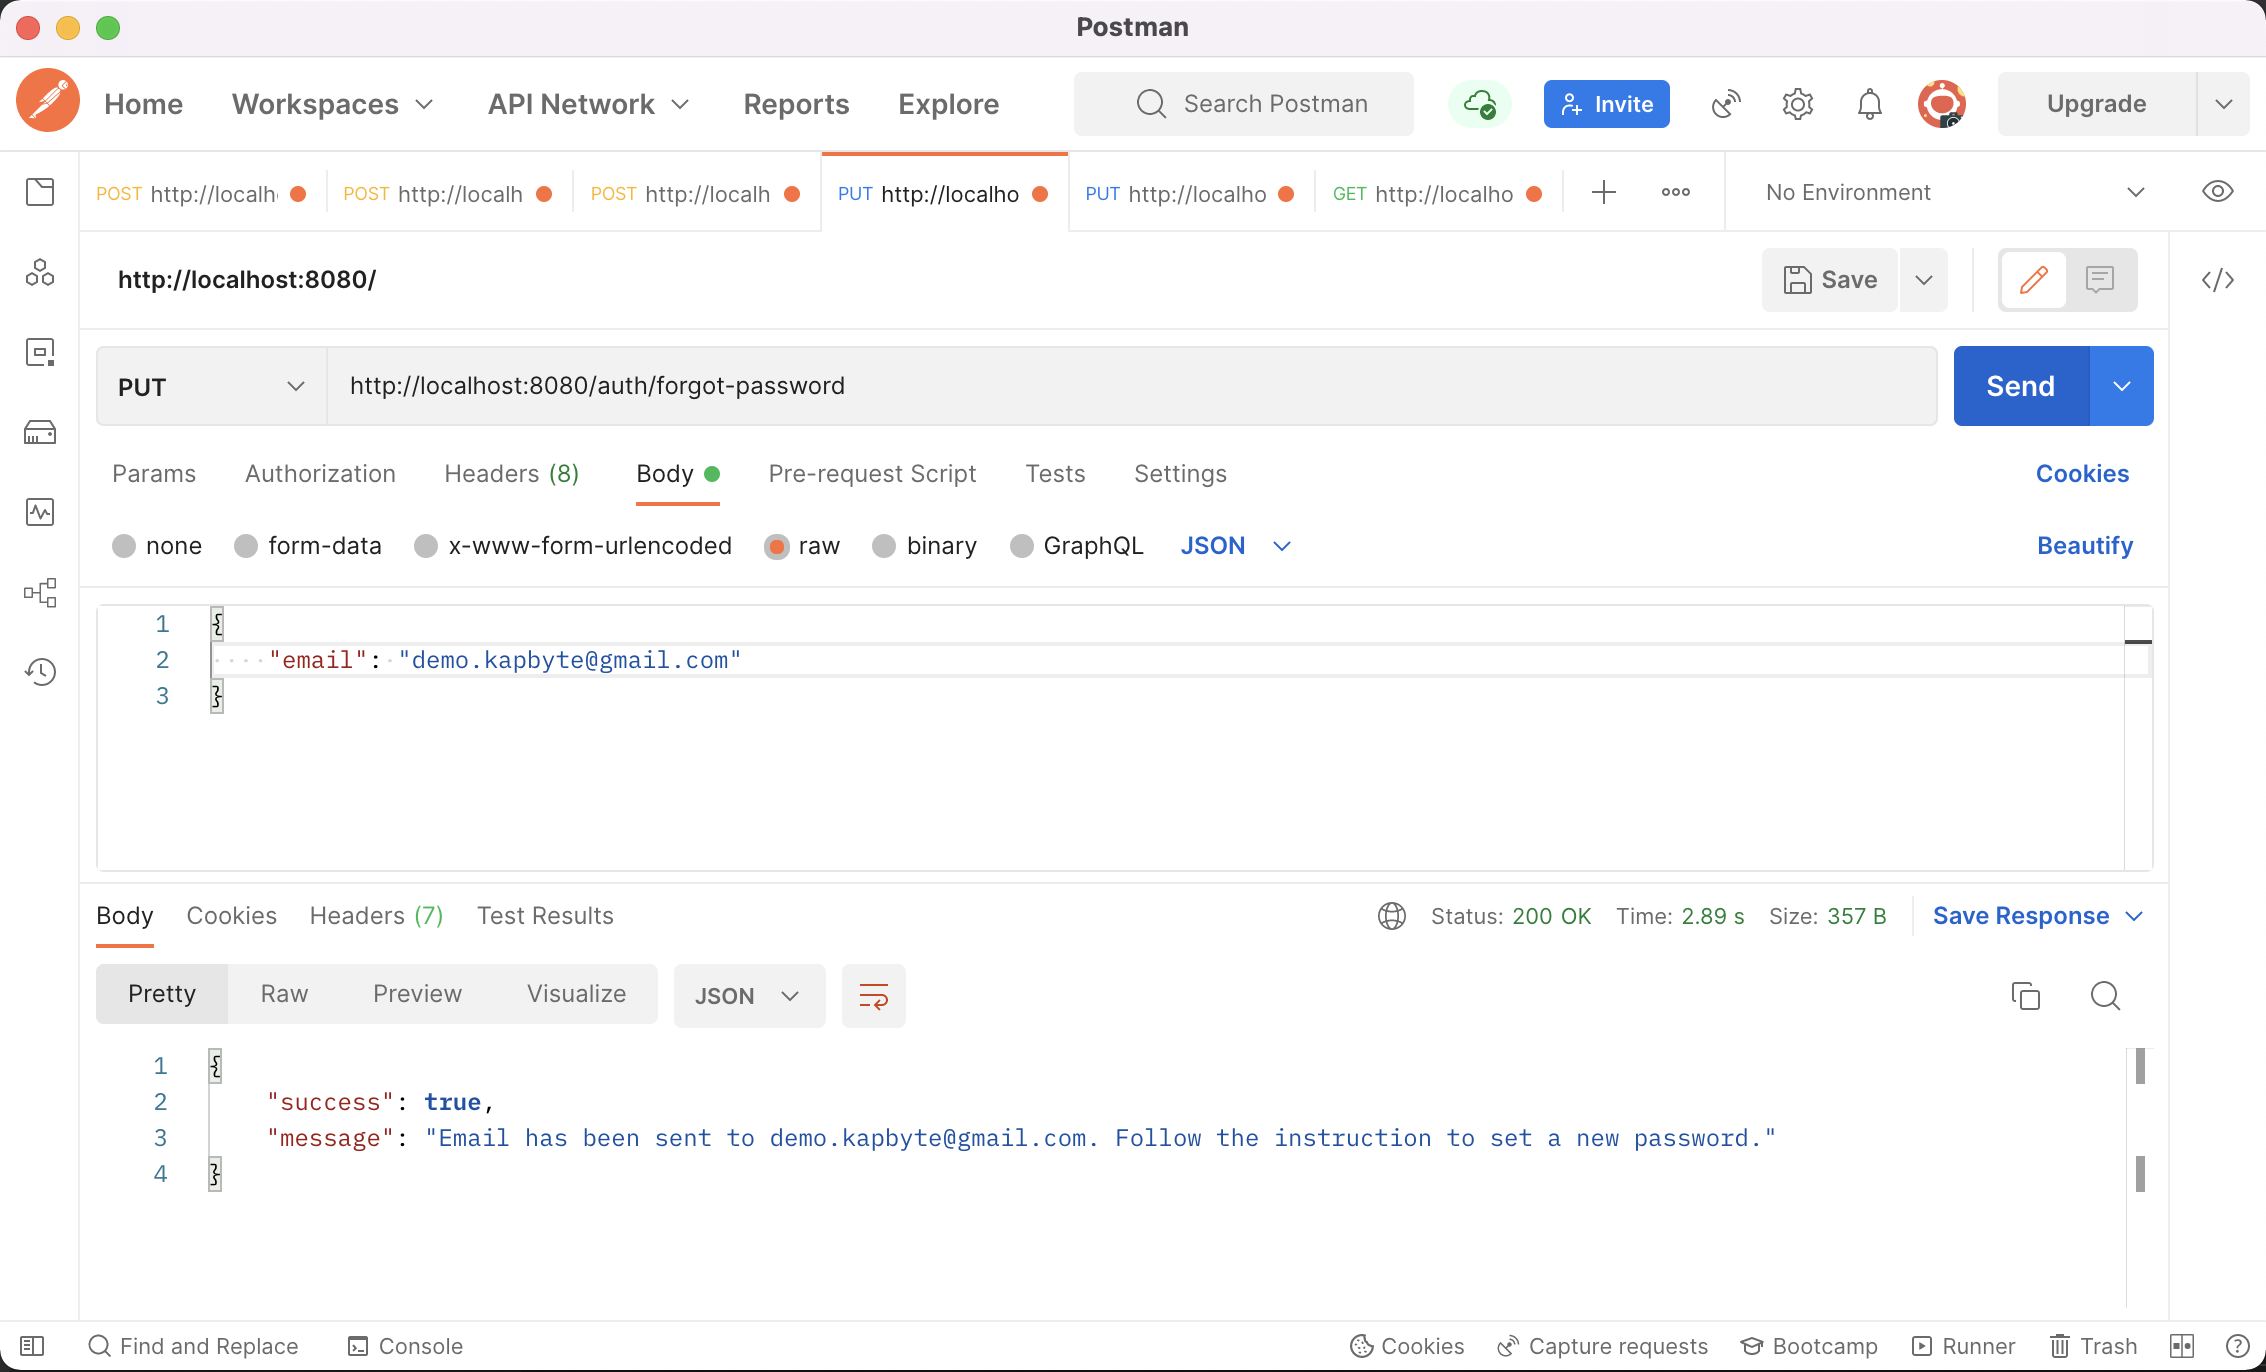 Postman
Home Workspaces API Network Reports Explore Search Postman Invite Upgrade
POST http://localh POST http://localh POST http://localh PUT http://localho PUT http://localho GET http://localho No Environment
http://localhost:8080/ Save
PUT http://localhost:8080/auth/forgot-password Send
Params Authorization Headers (8) Body Pre-request Script Tests Settings Cookies
none form-data x-www-form-urlencoded raw binary GraphQL JSON Beautify
1 {
2 "email": "demo.kapbyte@gmail.com"
3 }
Body Cookies Headers (7) Test Results Status: 200 OK Time: 2.89 s Size: 357 B Save Response
Pretty Raw Preview Visualize JSON
1 {
2 "success": true,
3 "message": "Email has been sent to demo.kapbyte@gmail.com. Follow the instruction to set a new password."
4 }
Find and Replace Console Cookies Capture requests Bootcamp Runner Trash